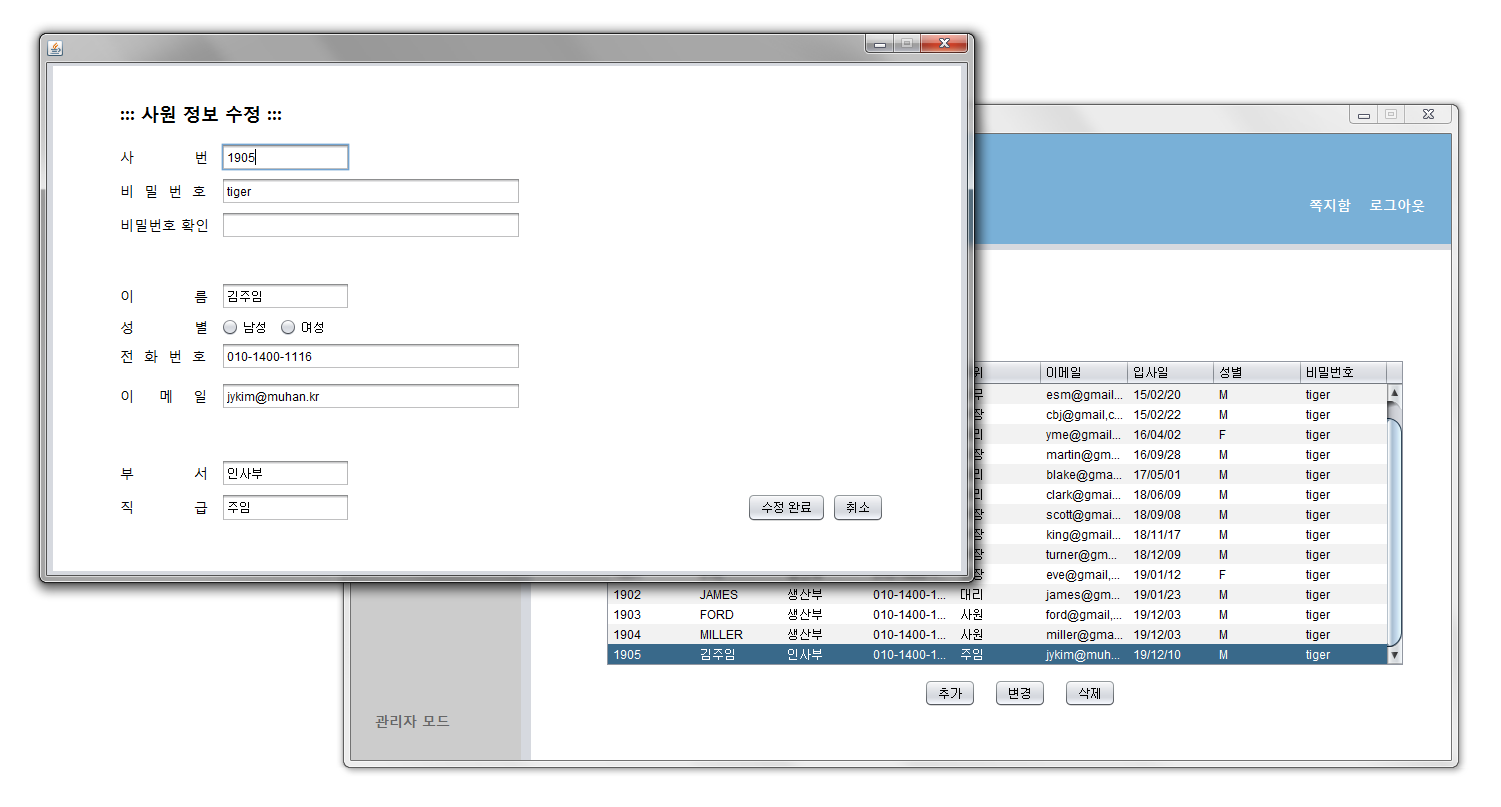 ::: 사원 정보 수정 :::
사 번 1905
비 밀 번 호 tiger
비밀번호 확인
이 름 김주임
성 별 남성 여성
전 화 번 호 010-1400-1116
이 메 일 jykim@muhan.kr
부 서 인사부
직 급 주임
수정 완료 취소
쪽지함 로그아웃
이메일 입사일 성별 비밀번호
esm@gmail... 15/02/20 M tiger
장 cbj@gmail,c... 15/02/22 M tiger
리 yme@gmail... 16/04/02 F tiger
장 martin@gm... 16/09/28 M tiger
리 blake@gma... 17/05/01 M tiger
리 clark@gmai... 18/06/09 M tiger
장 scott@gmai... 18/09/08 M tiger
장 king@gmail... 18/11/17 M tiger
장 turner@gm... 18/12/09 M tiger
장 eve@gmail,... 19/01/12 F tiger
1902 JAMES 생산부 010-1400-1... 대리 james@gm... 19/01/23 M tiger
1903 FORD 생산부 010-1400-1... 사원 ford@gmail,... 19/12/03 M tiger
1904 MILLER 생산부 010-1400-1... 사원 miller@gma... 19/12/03 M tiger
1905 김주임 인사부 010-1400-1... 주임 jykim@muh... 19/12/10 M tiger
추가 변경 삭제
관리자 모드